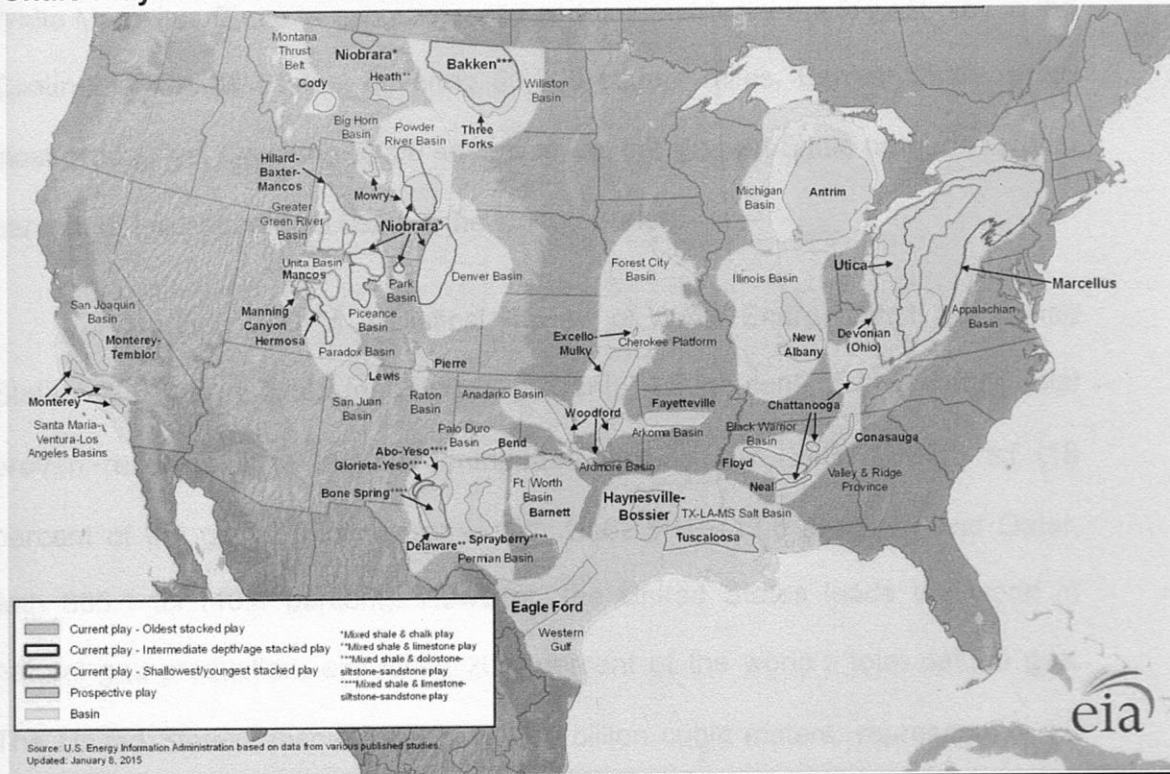 Montana
Thrust
Belt
Niobrara*
Bakken***
Heath**
Cody
Williston
Basin
Big Horn
Basin
Powder
River Basin
Three
Forks
Hillard-
Baxter-
Mancos
Mowry
Michigan
Basin
Antrim
Greater
Green River
Basin
Niobrara*
Uinta Basin
Mancos
Park
Basin
Denver Basin
Forest City
Basin
Illinois Basin
Utica
Marcellus
San Joaquin
Basin
Manning
Canyon
Hermosa
Piceance
Basin
Appalachian
Basin
Monterey-
Temblor
Paradox Basin
Excello-
Mulky
Cherokee Platform
New
Albany
Devonian
(Ohio)
Lewis
Pierre
Monterey
San Juan
Basin
Raton
Basin
Anadarko Basin
Woodford
Fayetteville
Chattanooga
Santa Maria-
Ventura-Los
Angeles Basins
Palo Duro
Basin
Bend
Arkoma Basin
Black Warrior
Basin
Conasauga
Abo-Yeso****
Glorieta-Yeso****
Ardmore Basin
Floyd
Valley & Ridge
Province
Bone Spring****
Ft. Worth
Basin
Barnett
Haynesville-
Bossier
Neal
TX-LA-MS Salt Basin
Delaware**
Sprayberry****
Permian Basin
Tuscaloosa
Eagle Ford
Western
Gulf
Current play - Oldest stacked play
Current play - Intermediate depth/age stacked play
Current play - Shallowest/youngest stacked play
Prospective play
Basin
*Mixed shale & chalk play
**Mixed shale & limestone play
***Mixed shale & dolostone-
siltstone-sandstone play
****Mixed shale & limestone-
siltstone-sandstone play
eia
Source: U.S. Energy Information Administration based on data from various published studies.
Updated: January 8, 2015